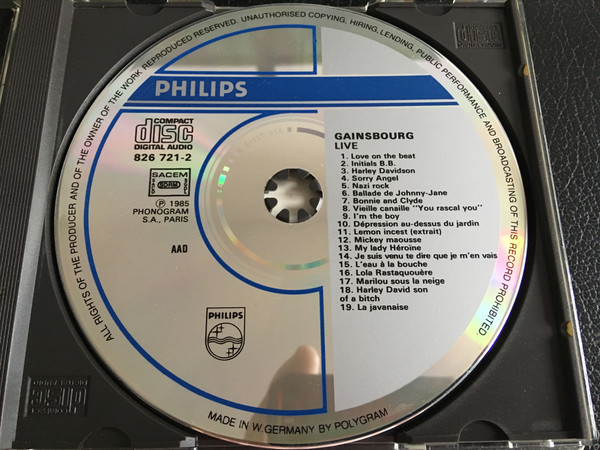 ALL RIGHTS OF THE PRODUCER AND OF THE OWNER OF THE WORK REPRODUCED RESERVED. UNAUTHORISED COPYING, HIRING, LENDING, PUBLIC PERFORMANCE AND BROADCASTING OF THIS RECORD PROHIBITED
PHILIPS
COMPACT
disc
DIGITAL AUDIO
826 721-2
SACEM
SDRM
℗ 1985
PHONOGRAM
S.A., PARIS
AAD
PHILIPS
GAINSBOURG
LIVE
1. Love on the beat
2. Initials B.B.
3. Harley Davidson
4. Sorry Angel
5. Nazi rock
6. Ballade de Johnny-Jane
7. Bonnie and Clyde
8. Vieille canaille "You rascal you"
9. I'm the boy
10. Dépression au-dessus du jardin
11. Lemon incest (extrait)
12. Mickey maousse
13. My lady Héroïne
14. Je suis venu te dire que je m'en vais
15. L'eau à la bouche
16. Lola Rastaquouère
17. Marilou sous la neige
18. Harley David son
of a bitch
19. La javanaise
MADE IN W.GERMANY BY POLYGRAM